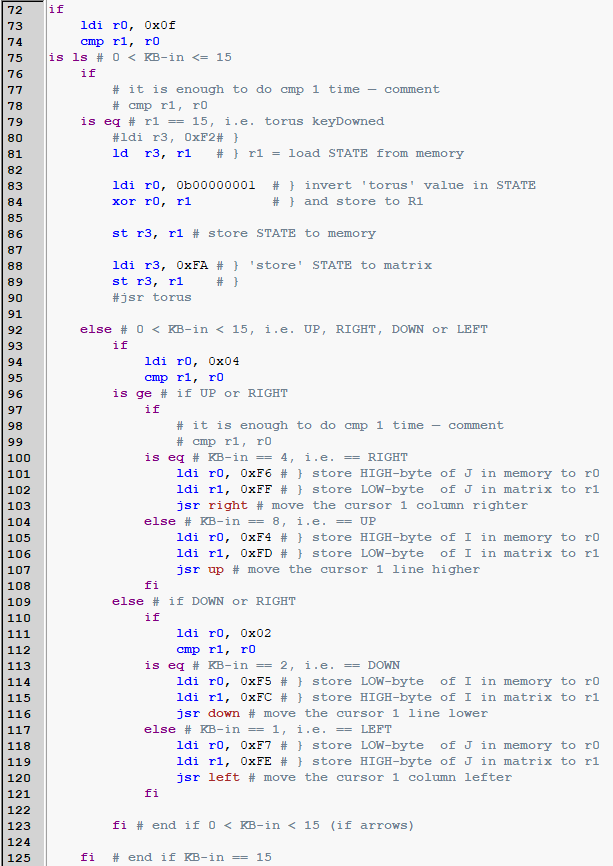 72 if
73     ldi r0, 0x0f
74     cmp r1, r0
75 is ls # 0 < KB-in <= 15
76     if
77         # it is enough to do cmp 1 time – comment
78         # cmp r1, r0
79     is eq # r1 == 15, i.e. torus keyDowned
80         #ldi r3, 0xF2# }
81         ld  r3, r1   # } r1 = load STATE from memory
82
83         ldi r0, 0b00000001  # } invert 'torus' value in STATE
84         xor r0, r1          # } and store to R1
85
86         st r3, r1 # store STATE to memory
87
88         ldi r3, 0xFA # } 'store' STATE to matrix
89         st r3, r1    # }
90         #jsr torus
91
92     else # 0 < KB-in < 15, i.e. UP, RIGHT, DOWN or LEFT
93         if
94             ldi r0, 0x04
95             cmp r1, r0
96         is ge # if UP or RIGHT
97             if
98                 # it is enough to do cmp 1 time – comment
99                 # cmp r1, r0
100             is eq # KB-in == 4, i.e. == RIGHT
101                 ldi r0, 0xF6 # } store HIGH-byte of J in memory to r0
102                 ldi r1, 0xFF # } store LOW-byte  of J in matrix to r1
103                 jsr right # move the cursor 1 column righter
104             else # KB-in == 8, i.e. == UP
105                 ldi r0, 0xF4 # } store HIGH-byte of I in memory to r0
106                 ldi r1, 0xFD # } store LOW-byte  of I in matrix to r1
107                 jsr up # move the cursor 1 line higher
108             fi
109         else # if DOWN or RIGHT
110             if
111                 ldi r0, 0x02
112                 cmp r1, r0
113             is eq # KB-in == 2, i.e. == DOWN
114                 ldi r0, 0xF5 # } store LOW-byte  of I in memory to r0
115                 ldi r1, 0xFC # } store HIGH-byte of I in matrix to r1
116                 jsr down # move the cursor 1 line lower
117             else # KB-in == 1, i.e. == LEFT
118                 ldi r0, 0xF7 # } store LOW-byte  of J in memory to r0
119                 ldi r1, 0xFE # } store HIGH-byte of J in matrix to r1
120                 jsr left # move the cursor 1 column lefter
121             fi
122
123         fi # end if 0 < KB-in < 15 (if arrows)
124
125     fi  # end if KB-in == 15